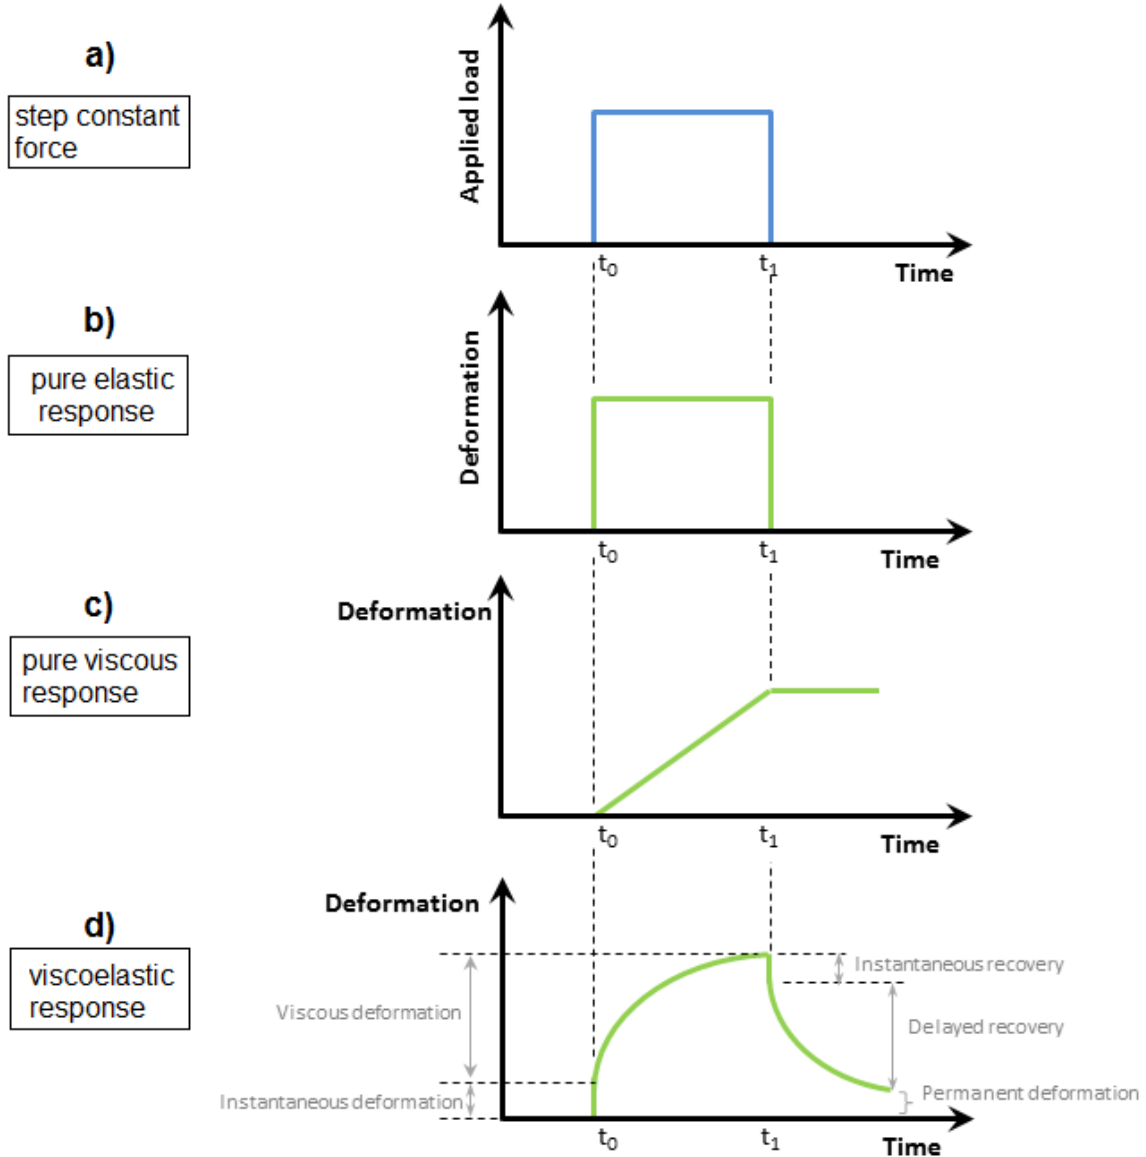 a)
step constant
force
Applied load
t0
t1
Time
b)
pure elastic
response
Deformation
t0
t1
Time
c)
pure viscous
response
Deformation
t0
t1
Time
d)
viscoelastic
response
Deformation
Viscous deformation
Instantaneous deformation
Instantaneous recovery
Delayed recovery
Permanent deformation
t0
t1
Time